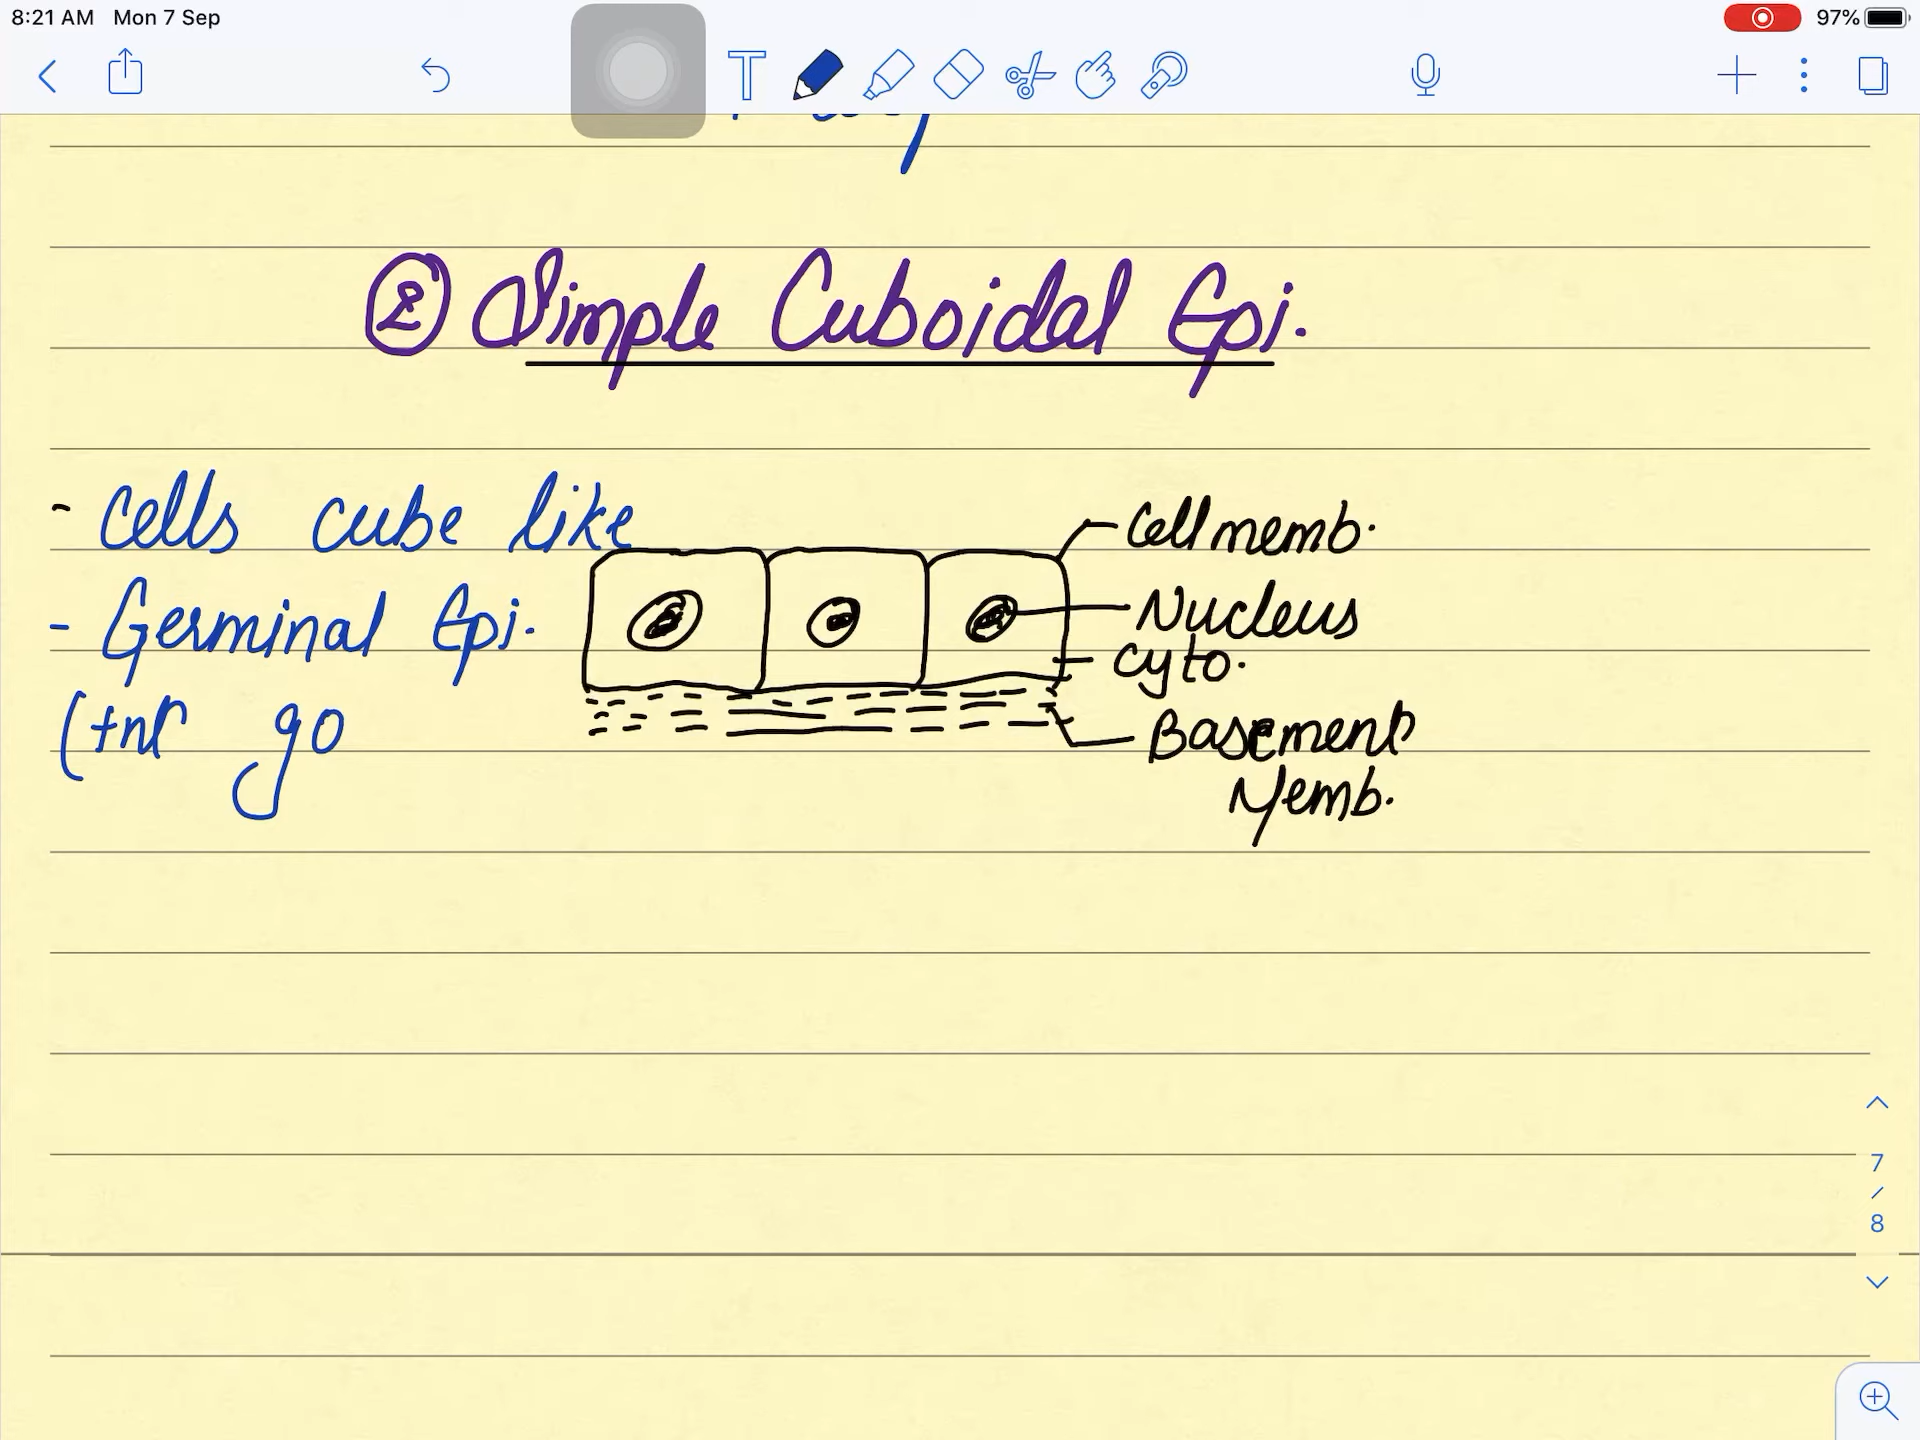 8:21 AM Mon 7 Sep
97%
T
② Simple Cuboidal Epi.
- Cells cube like
- Germinal Epi.
go
Cell memb.
Nucleus
Cyto.
Basement
Memb.
7
/
8